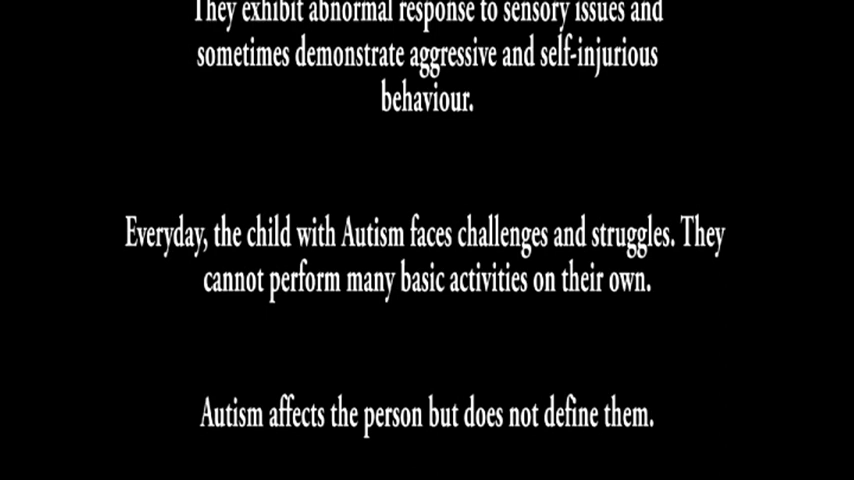 They exhibit abnormal response to sensory issues and
sometimes demonstrate aggressive and self-injurious
behaviour.
Everyday, the child with Autism faces challenges and struggles. They
cannot perform many basic activities on their own.
Autism affects the person but does not define them.